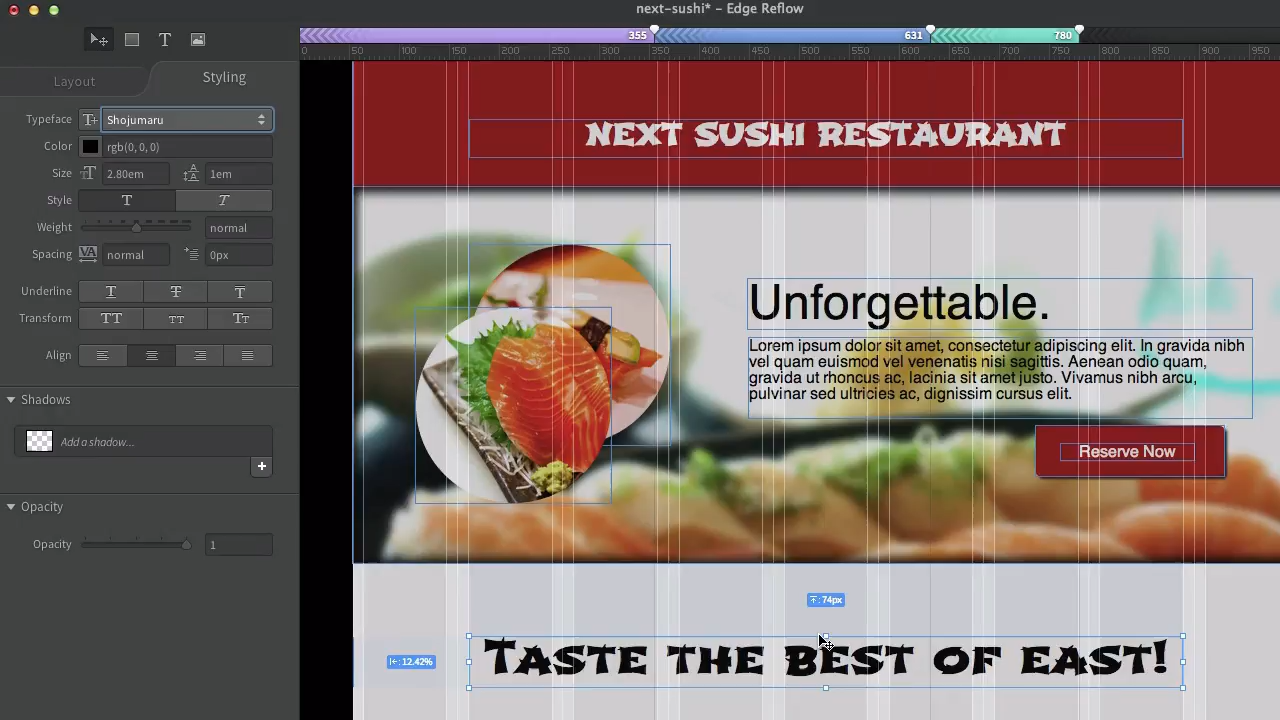 next-sushi* – Edge Reflow
355
631
780
0 50 100 150 200 250 300 350 400 450 500 550 600 650 700 750 800 850 900 950
Layout
Styling
Typeface T+ Shojumaru
Color rgb(0, 0, 0)
Size 2.80em 1em
Style T T
Weight normal
Spacing VA normal 0px
Underline T T T
Transform TT TT TT
Align
Shadows
Add a shadow...
+
Opacity
Opacity 1
NEXT SUSHI RESTAURANT
Unforgettable.
Lorem ipsum dolor sit amet, consectetur adipiscing elit. In gravida nibh
vel quam euismod vel venenatis nisi sagittis. Aenean odio quam,
gravida ut rhoncus ac, lacinia sit amet justo. Vivamus nibh arcu,
pulvinar sed ultricies ac, dignissim cursus elit.
Reserve Now
: 74px
: 12.42%
TASTE THE BEST OF EAST!